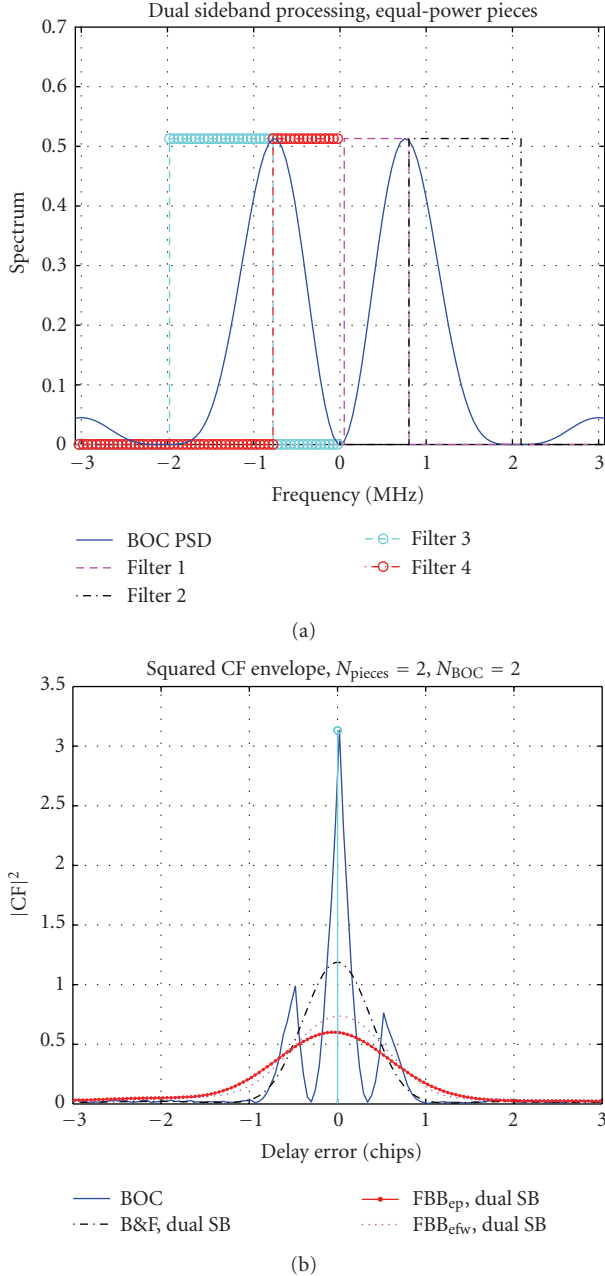 Dual sideband processing, equal-power pieces
0.7
0.6
0.5
0.4
0.3
0.2
0.1
0
Spectrum
−3 −2 −1 0 1 2 3
Frequency (MHz)
BOC PSD
Filter 1
Filter 2
Filter 3
Filter 4
(a)
Squared CF envelope, N_pieces = 2, N_BOC = 2
3.5
3
2.5
2
1.5
1
0.5
0
|CF|²
−3 −2 −1 0 1 2 3
Delay error (chips)
BOC
B&F, dual SB
FBB_ep, dual SB
FBB_efw, dual SB
(b)